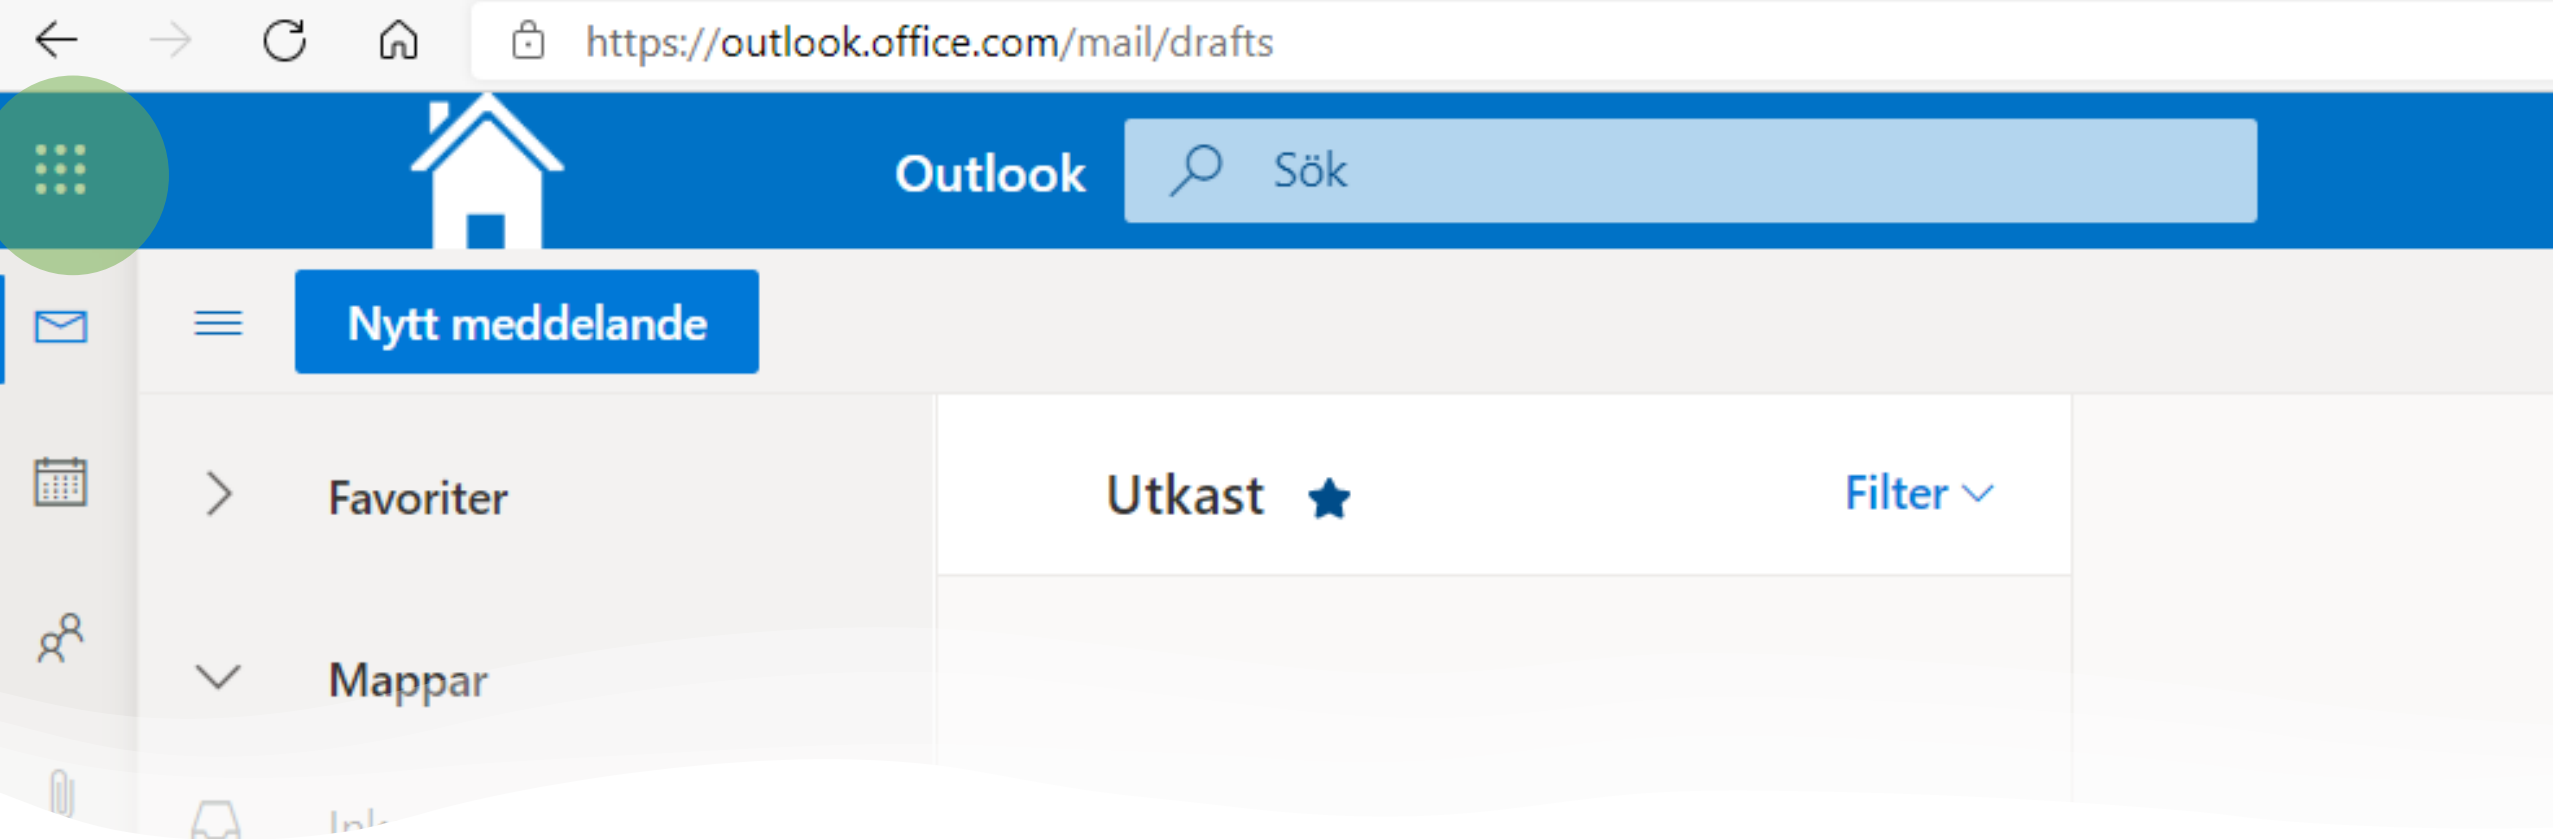 https://outlook.office.com/mail/drafts
Outlook
Sök
Nytt meddelande
Favoriter
Utkast
Filter
Mappar